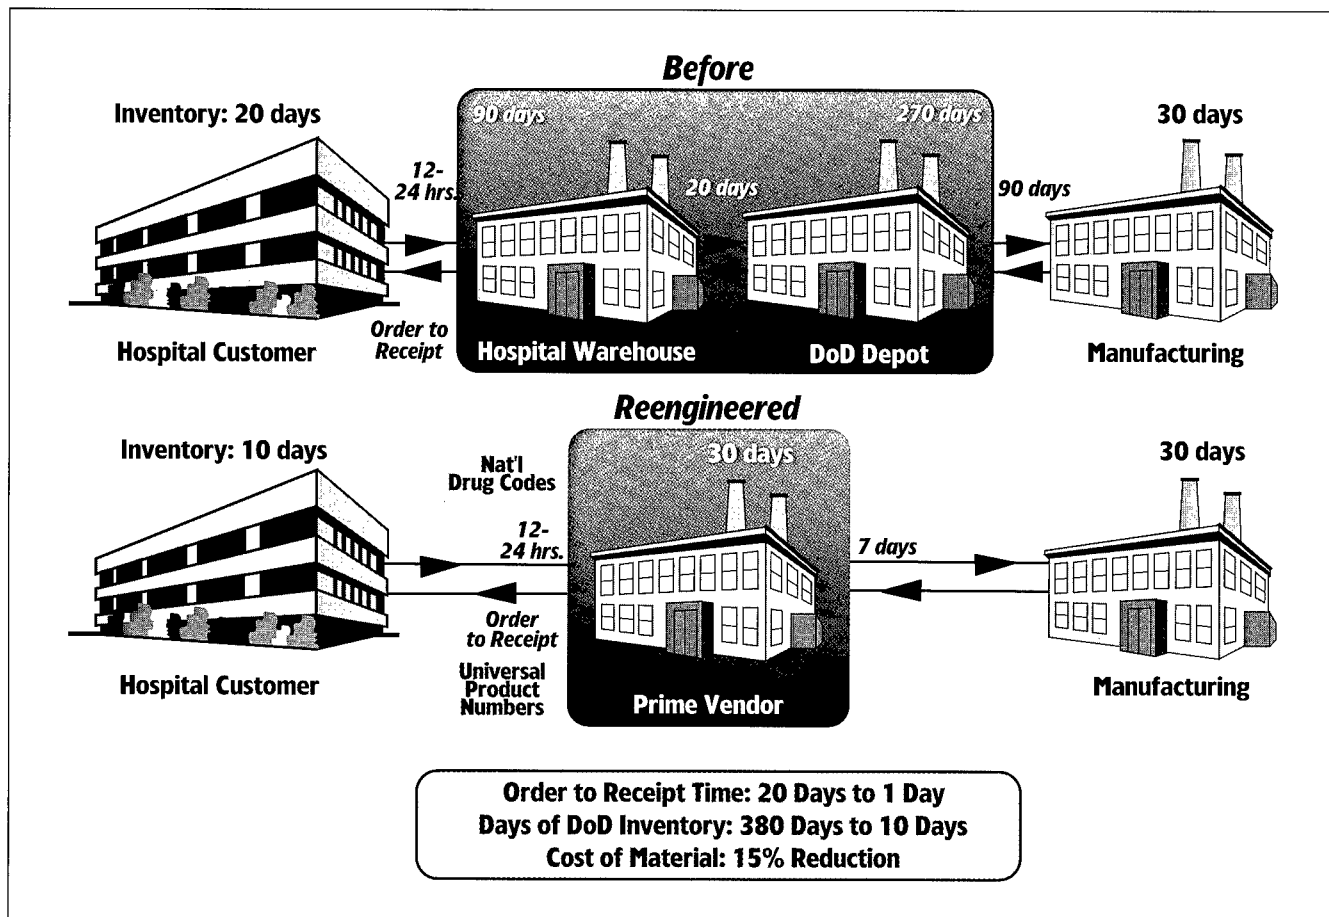 Before
Inventory: 20 days
90 days
270 days
30 days
12-
24 hrs.
20 days
90 days
Order to
Receipt
Hospital Customer
Hospital Warehouse
DoD Depot
Manufacturing
Reengineered
Inventory: 10 days
Nat'l
Drug Codes
30 days
30 days
12-
24 hrs.
7 days
Order
to Receipt
Universal
Product
Numbers
Hospital Customer
Prime Vendor
Manufacturing
Order to Receipt Time: 20 Days to 1 Day
Days of DoD Inventory: 380 Days to 10 Days
Cost of Material: 15% Reduction